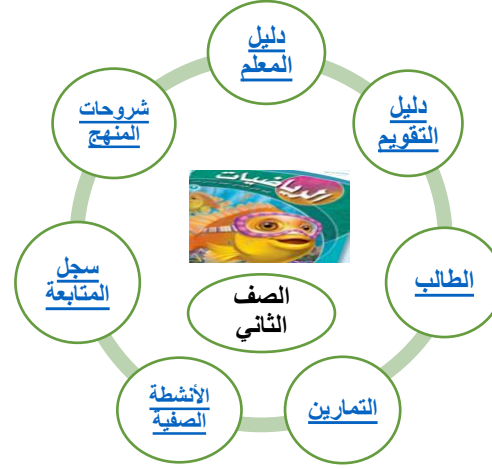 دليل
المعلم
دليل
التقويم
الطالب
التمارين
الأنشطة
الصفية
سجل
المتابعة
شروحات
المنهج
الرياضيات
الصف
الثاني